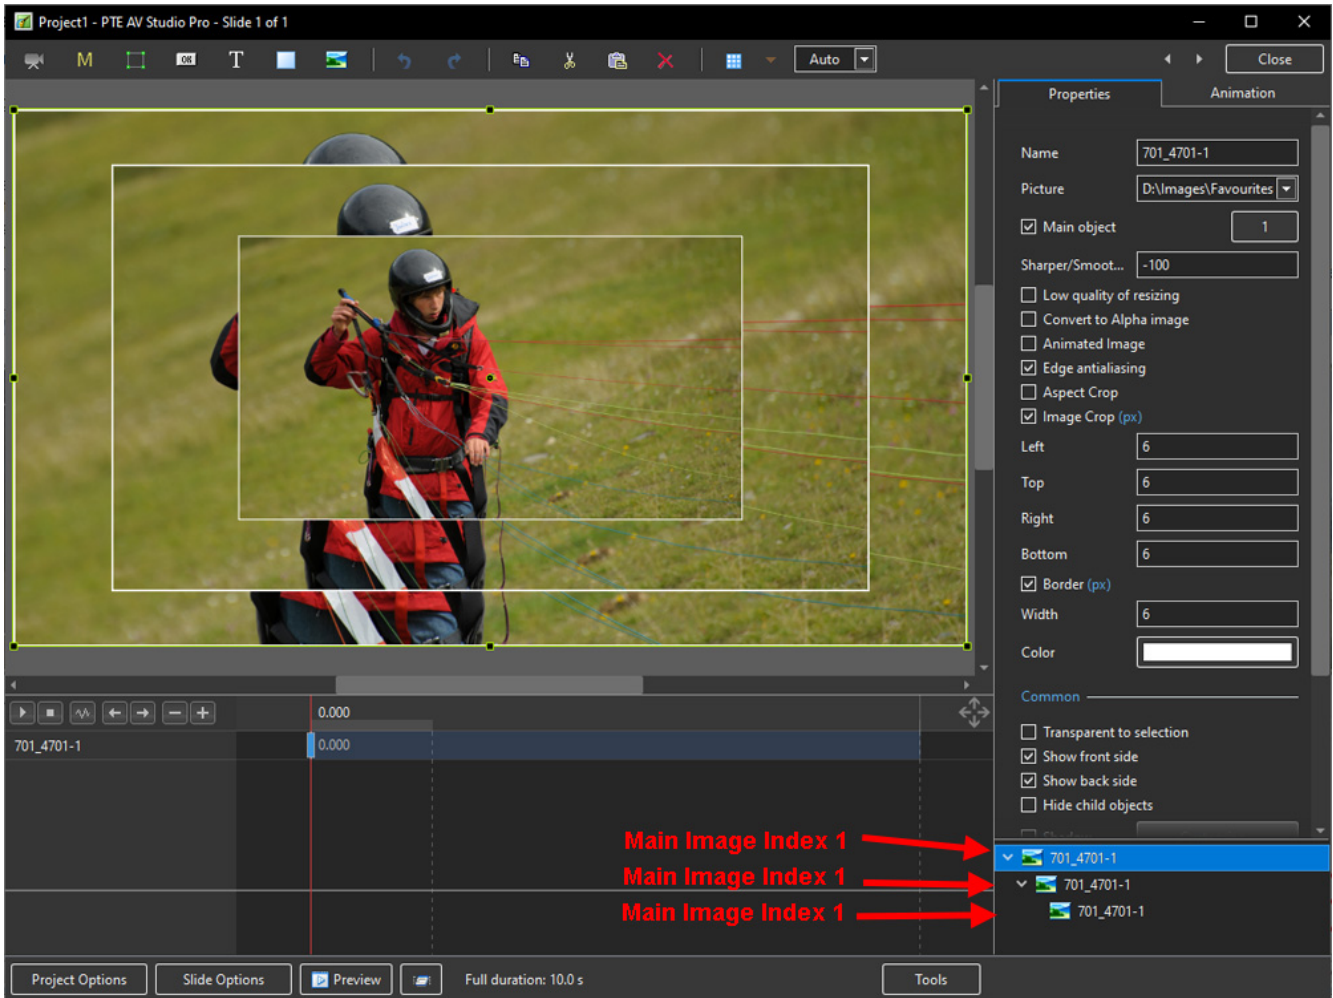 Project1 - PTE AV Studio Pro - Slide 1 of 1
M OK T Auto Close
Properties Animation
Name 701_4701-1
Picture D:\Images\Favourites
Main object 1
Sharper/Smoot... -100
Low quality of resizing
Convert to Alpha image
Animated Image
Edge antialiasing
Aspect Crop
Image Crop (px)
Left 6
Top 6
Right 6
Bottom 6
Border (px)
Width 6
Color
Common
Transparent to selection
Show front side
Show back side
Hide child objects
0.000
701_4701-1 0.000
Main Image Index 1 701_4701-1
Main Image Index 1 701_4701-1
Main Image Index 1 701_4701-1
Project Options Slide Options Preview Full duration: 10.0 s Tools